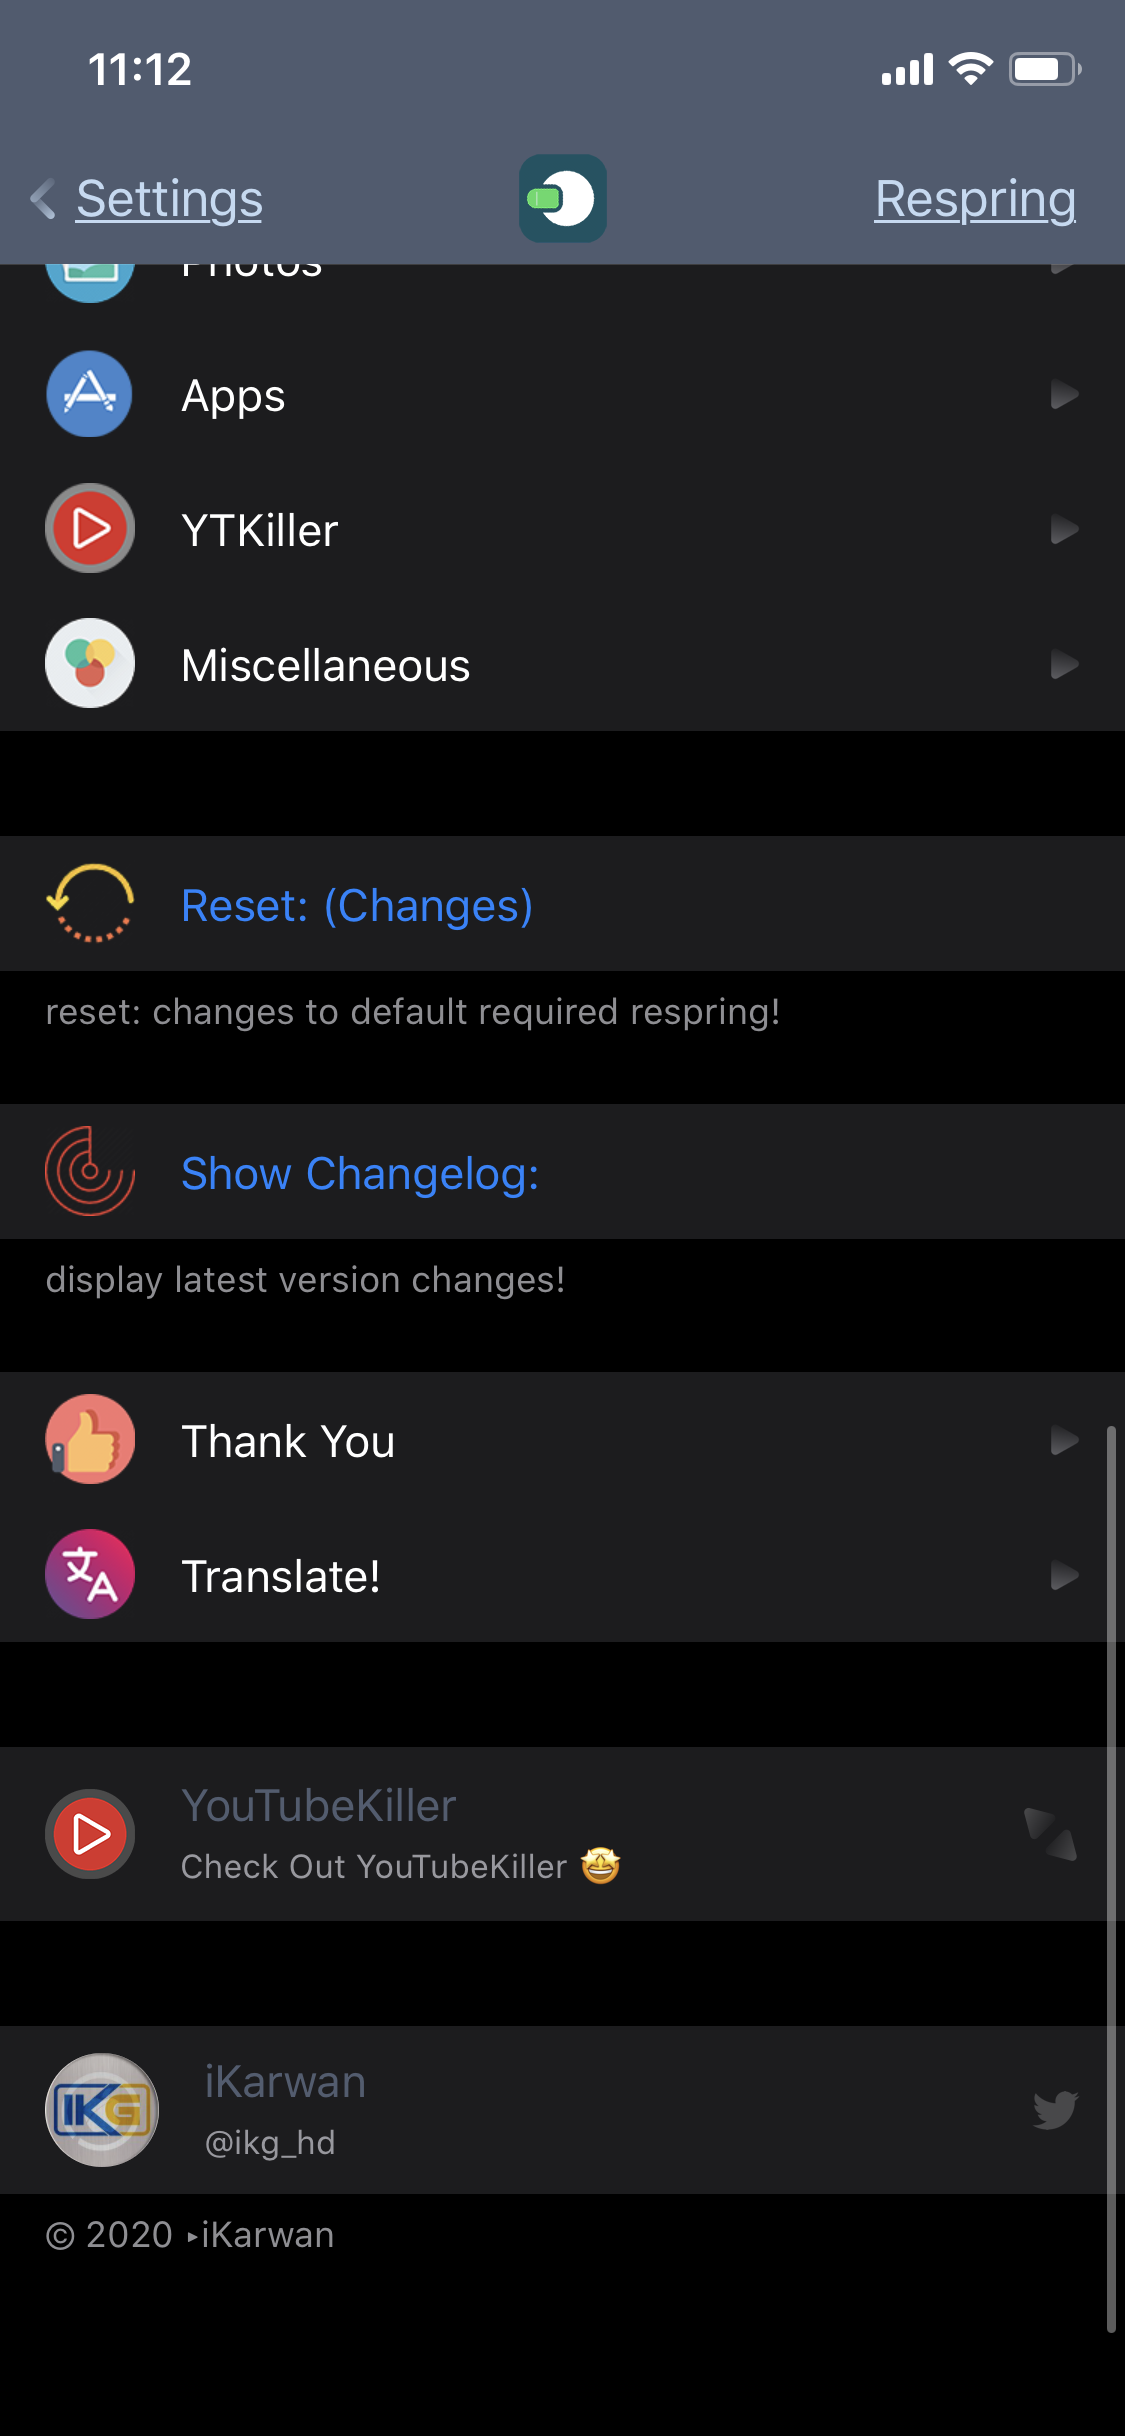 11:12
Settings
Respring
Photos
Apps
YTKiller
Miscellaneous
Reset: (Changes)
reset: changes to default required respring!
Show Changelog:
display latest version changes!
Thank You
Translate!
YouTubeKiller
Check Out YouTubeKiller 🤩
iKarwan
IKG
@ikg_hd
© 2020 ▸iKarwan